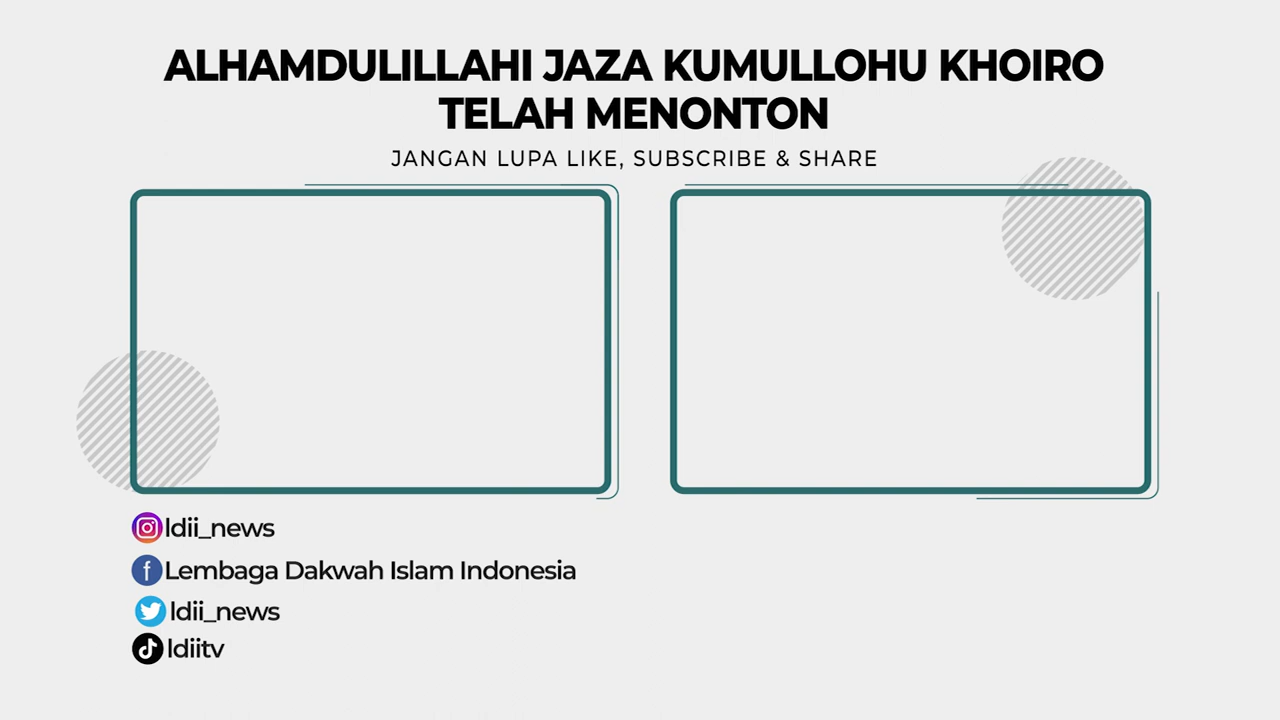 ALHAMDULILLAHI JAZA KUMULLOHU KHOIRO
TELAH MENONTON
JANGAN LUPA LIKE, SUBSCRIBE & SHARE
ldii_news
Lembaga Dakwah Islam Indonesia
ldii_news
ldiitv